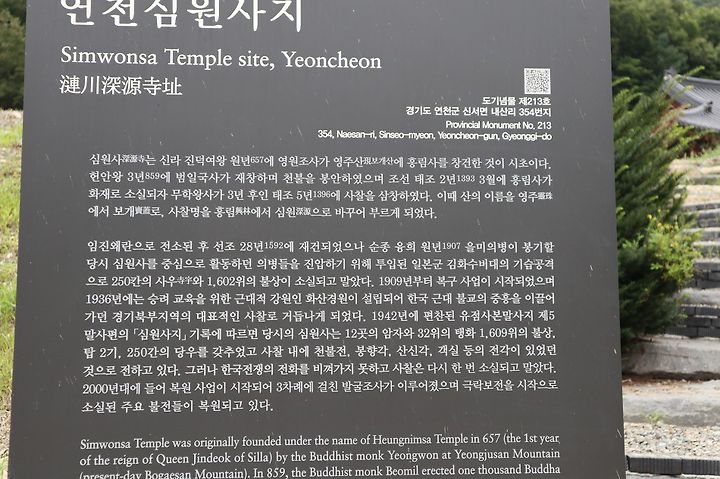 연천심원사지
Simwonsa Temple site, Yeoncheon
漣川深源寺址
도기념물 제213호
경기도 연천군 신서면 내산리 354번지
Provincial Monument No, 213
354, Naesan-ri, Sinseo-myeon, Yeoncheon-gun, Gyeonggi-do
심원사深源寺는 신라 진덕여왕 원년657에 영원조사가 영주산現보개산에 흥림사를 창건한 것이 시초이다.
헌안왕 3년859에 범일국사가 재창하며 천불을 봉안하였으며 조선 태조 2년1393 3월에 흥림사가
화재로 소실되자 무학왕사가 3년 후인 태조 5년1396에 사찰을 삼창하였다. 이때 산의 이름을 영주靈珠
에서 보개寶蓋로, 사찰명을 흥림興林에서 심원深源으로 바꾸어 부르게 되었다.
임진왜란으로 전소된 후 선조 28년1592에 재건되었으나 순종 융희 원년1907 을미의병이 봉기할
당시 심원사를 중심으로 활동하던 의병들을 진압하기 위해 투입된 일본군 김화수비대의 기습공격
으로 250칸의 사우寺宇와 1,602위의 불상이 소실되고 말았다. 1909년부터 복구 사업이 시작되었으며
1936년에는 승려 교육을 위한 근대적 강원인 화산경원이 설립되어 한국 근대 불교의 중흥을 이끌어
가던 경기북부지역의 대표적인 사찰로 거듭나게 되었다. 1942년에 편찬된 유점사본말사지 제5
말사편의 「심원사지」 기록에 따르면 당시의 심원사는 12곳의 암자와 32위의 탱화 1,609위의 불상,
탑 2기, 250칸의 당우를 갖추었고 사찰 내에 천불전, 봉향각, 산신각, 객실 등의 전각이 있었던
것으로 전하고 있다. 그러나 한국전쟁의 전화를 비껴가지 못하고 사찰은 다시 한 번 소실되고 말았다.
2000년대에 들어 복원 사업이 시작되어 3차례에 걸친 발굴조사가 이루어졌으며 극락보전을 시작으로
소실된 주요 불전들이 복원되고 있다.
Simwonsa Temple was originally founded under the name of Heungnimsa Temple in 657 (the 1st year
of the reign of Queen Jindeok of Silla) by the Buddhist monk Yeongwon at Yeongjusan Mountain
(present-day Bogaesan Mountain). In 859, the Buddhist monk Beomil erected one thousand Buddha